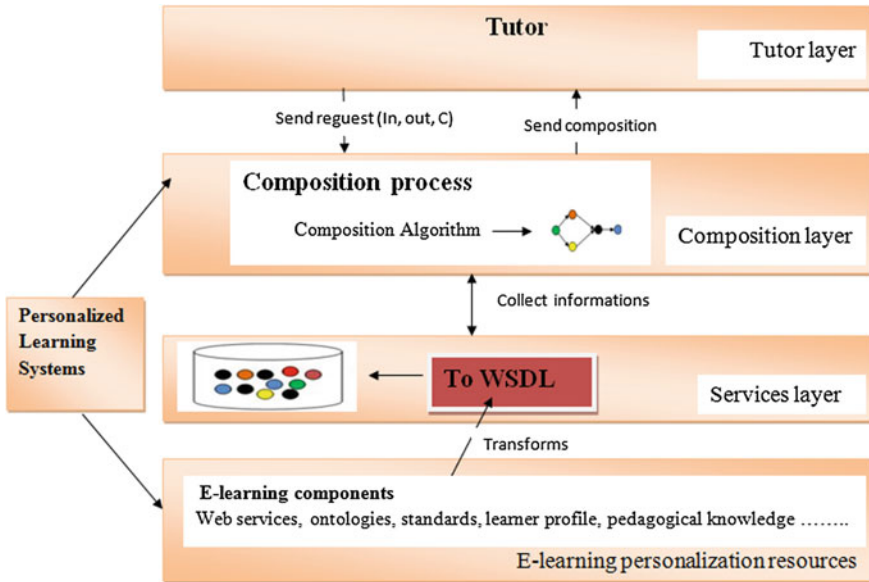 Tutor
Tutor layer
Send reguest (In, out, C)
Send composition
Composition process
Composition Algorithm
Composition layer
Collect informations
Personalized
Learning
Systems
To WSDL
Services layer
Transforms
E-learning components
Web services, ontologies, standards, learner profile, pedagogical knowledge ........
E-learning personalization resources